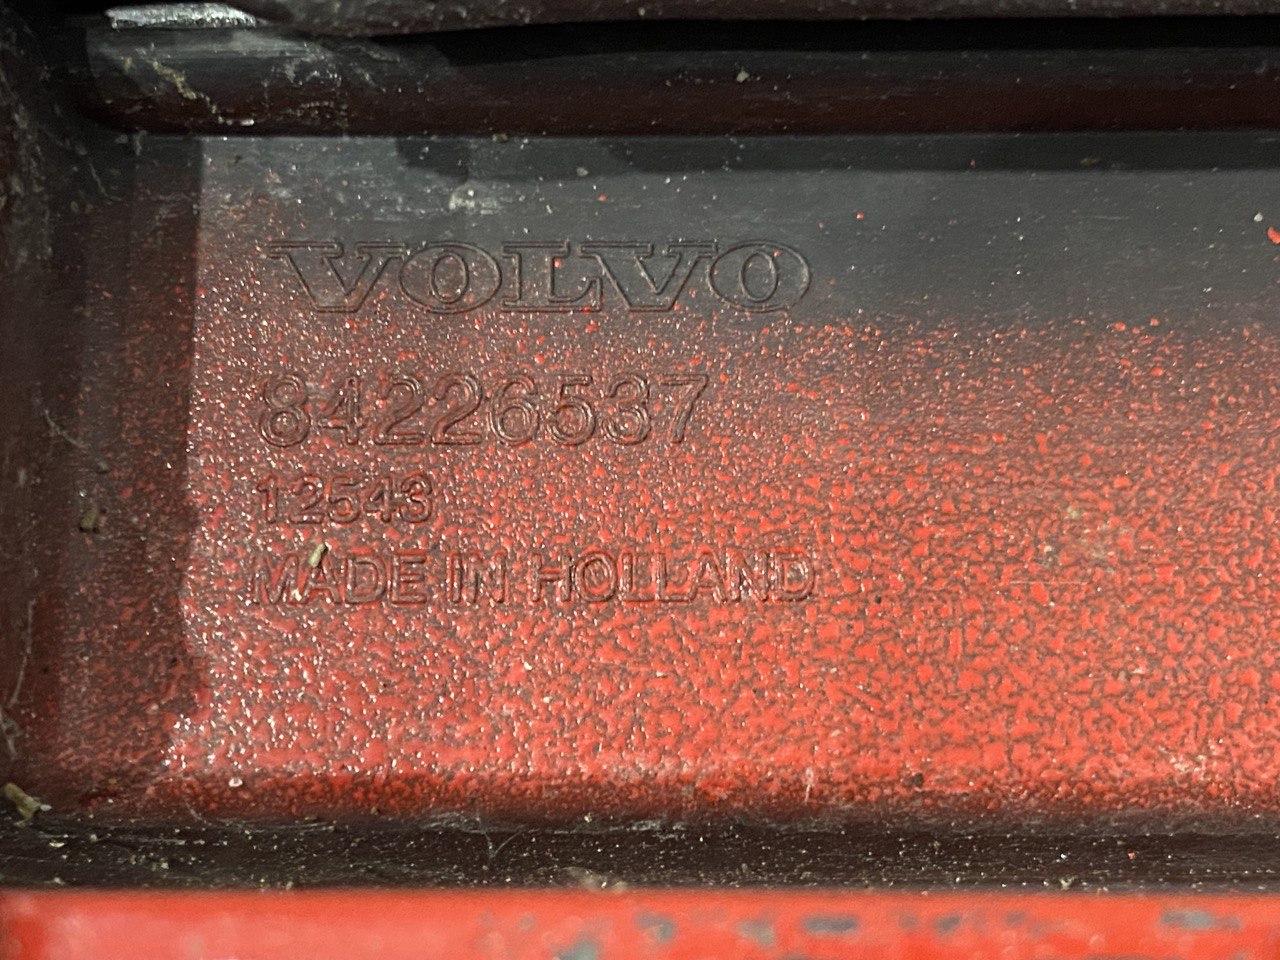 VOLVO
84226537
12543
MADE IN HOLLAND